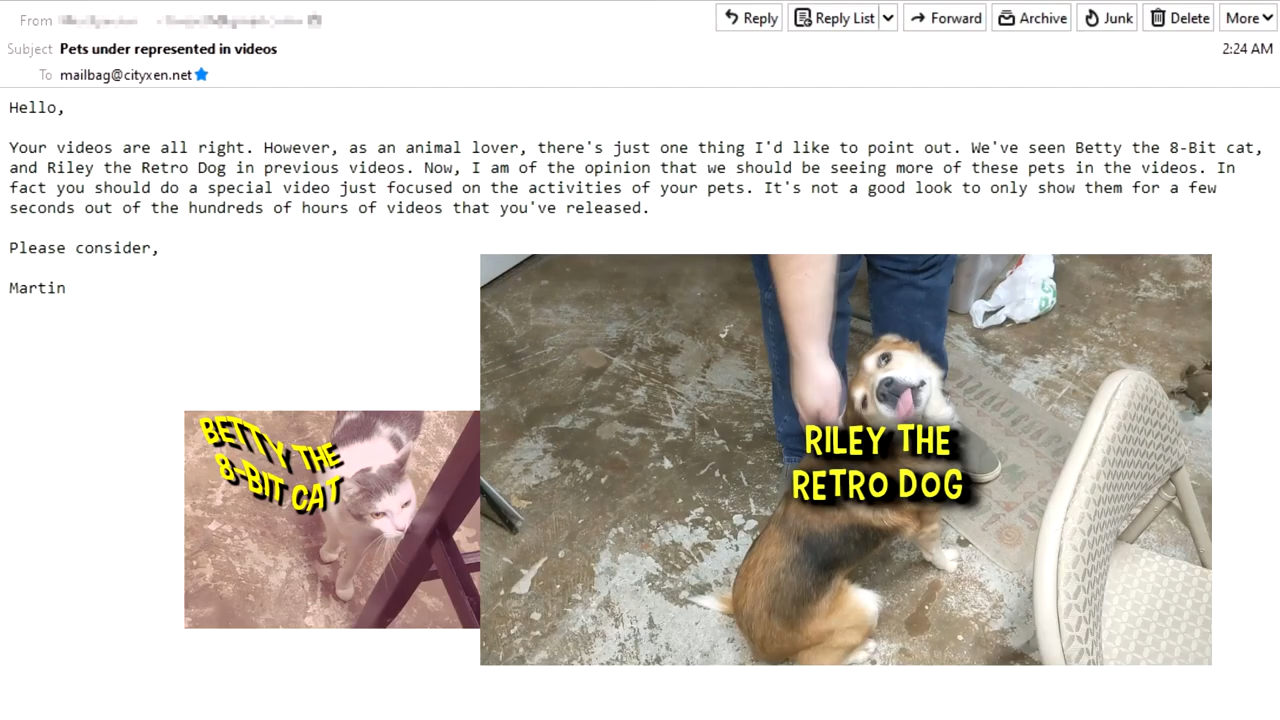 From
Reply Reply List Forward Archive Junk Delete More
Subject Pets under represented in videos
2:24 AM
To mailbag@cityxen.net
Hello,
Your videos are all right. However, as an animal lover, there's just one thing I'd like to point out. We've seen Betty the 8-Bit cat,
and Riley the Retro Dog in previous videos. Now, I am of the opinion that we should be seeing more of these pets in the videos. In
fact you should do a special video just focused on the activities of your pets. It's not a good look to only show them for a few
seconds out of the hundreds of hours of videos that you've released.
Please consider,
Martin
BETTY THE
8-BIT CAT
RILEY THE
RETRO DOG